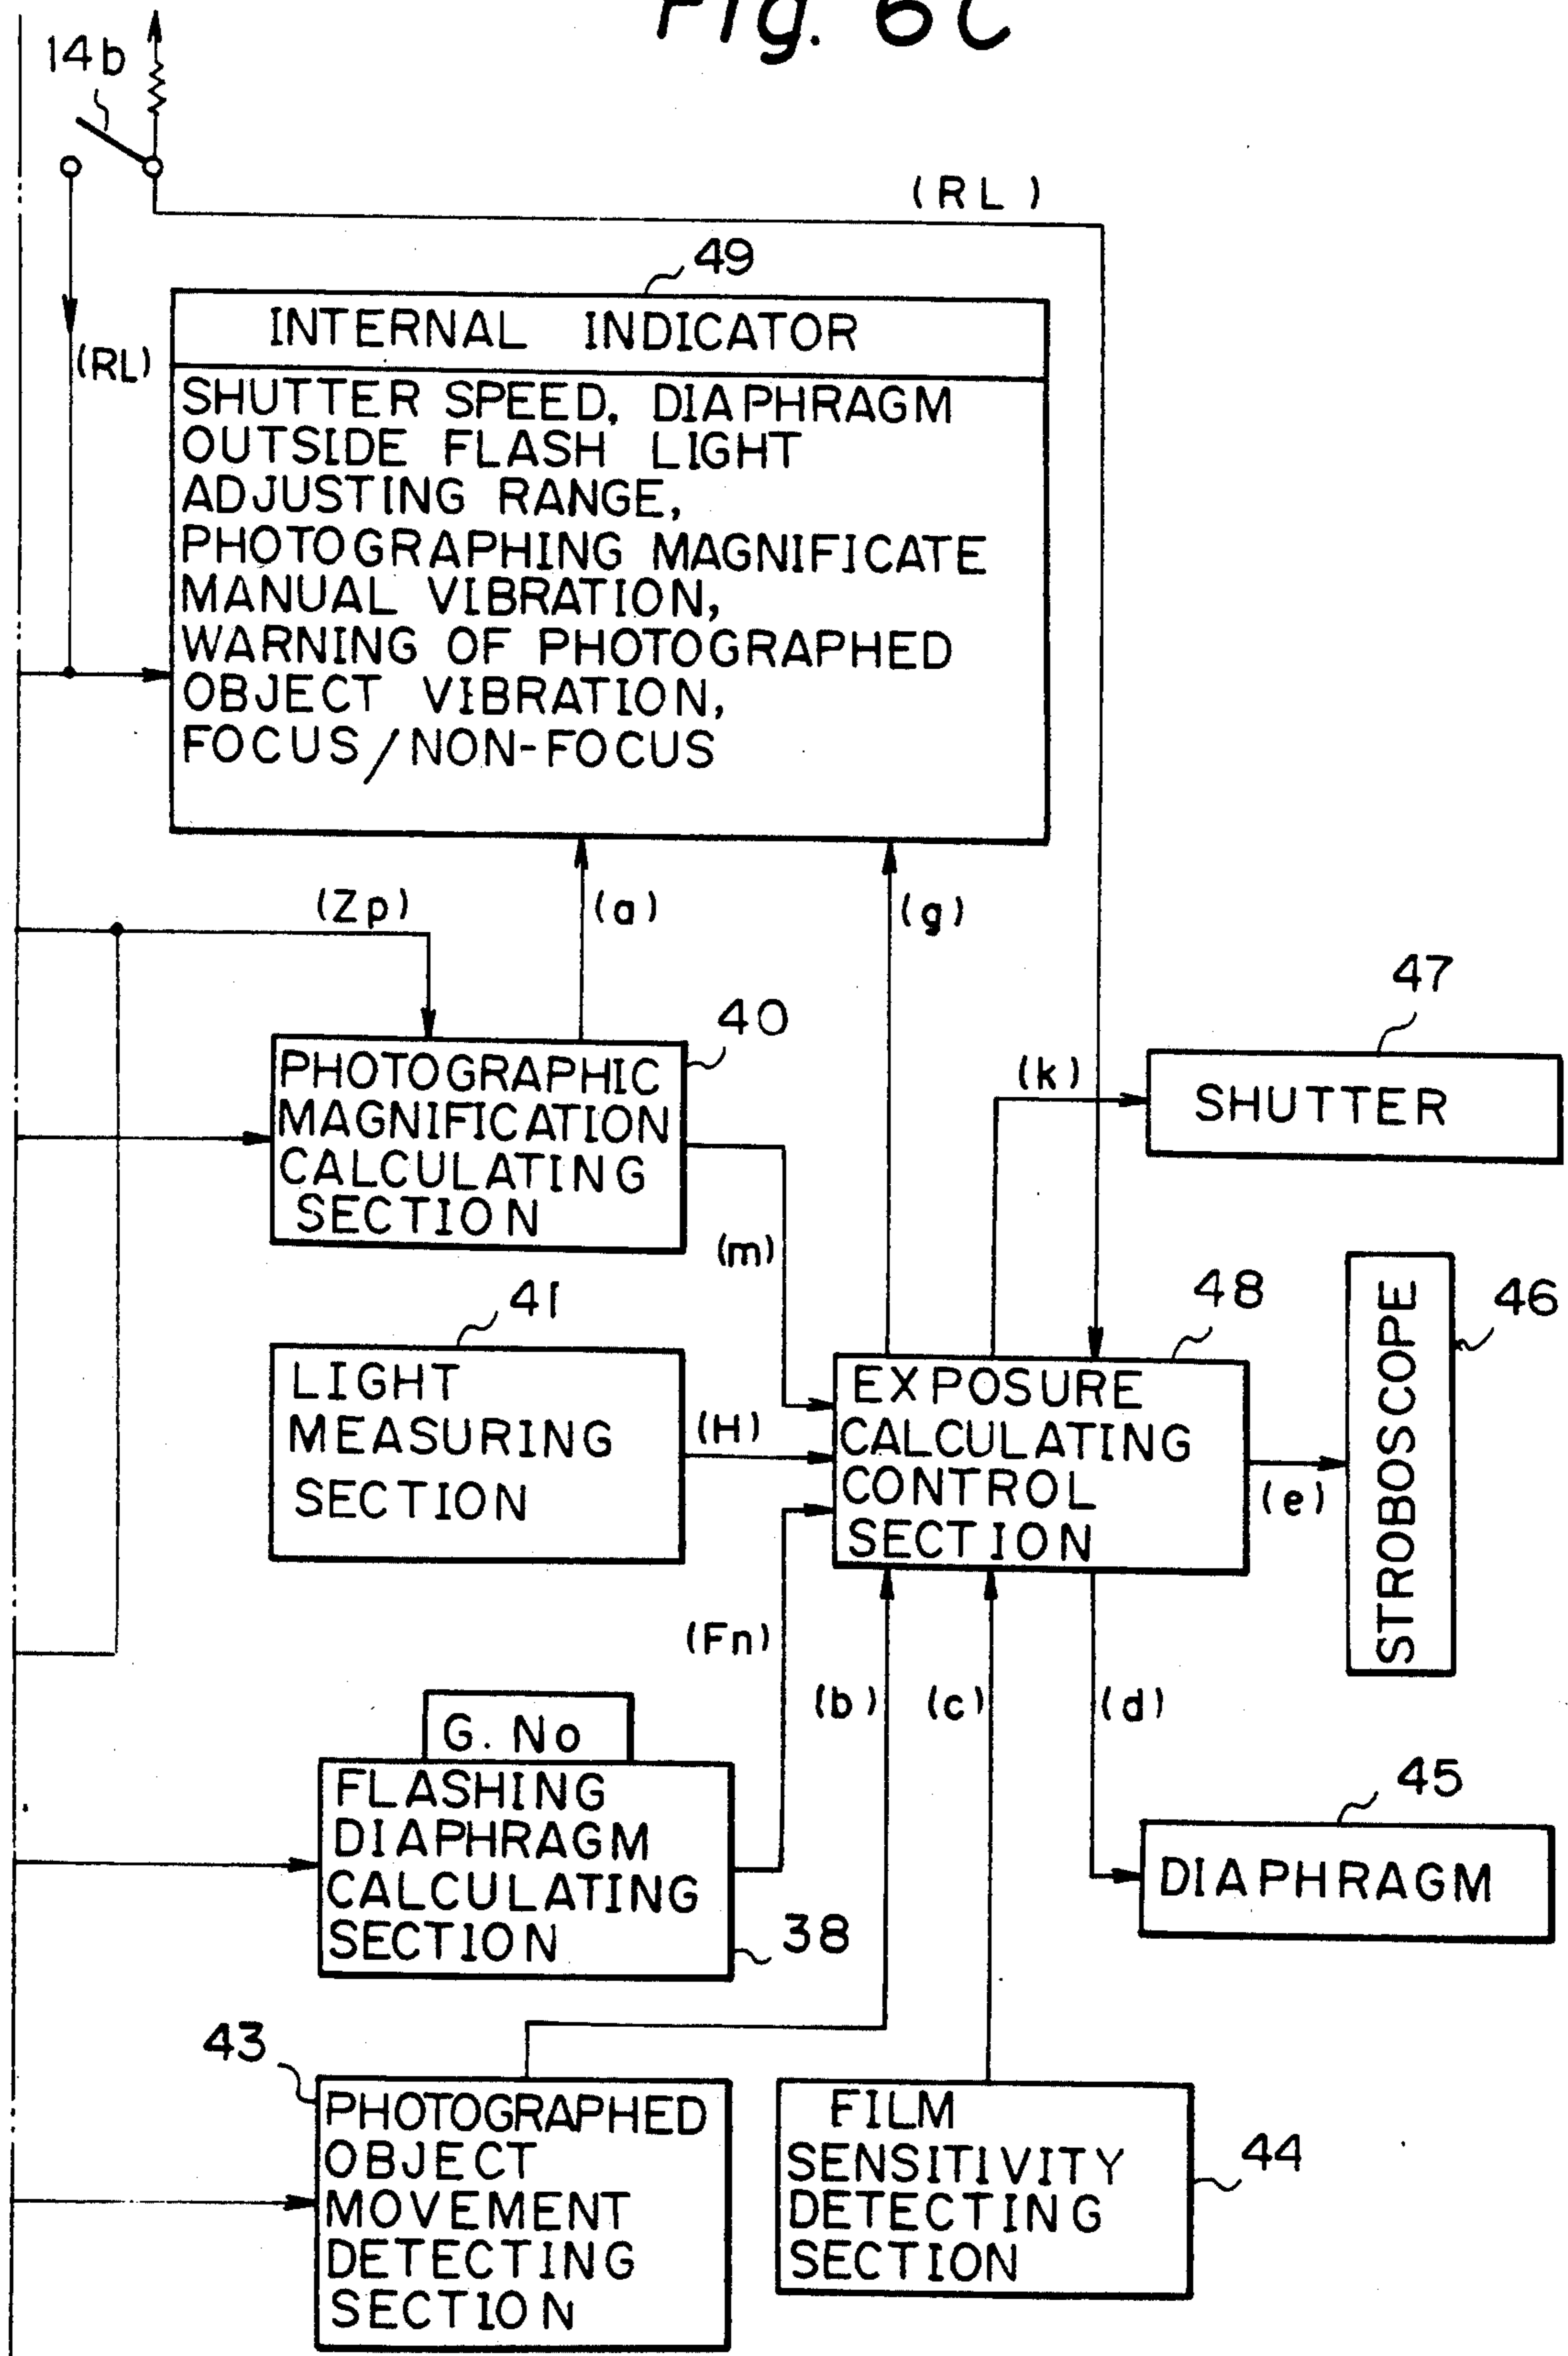 Fig. 6C
14b
(RL)
49
INTERNAL INDICATOR
(RL)
SHUTTER SPEED, DIAPHRAGM
OUTSIDE FLASH LIGHT
ADJUSTING RANGE,
PHOTOGRAPHING MAGNIFICATE
MANUAL VIBRATION,
WARNING OF PHOTOGRAPHED
OBJECT VIBRATION,
FOCUS/NON-FOCUS
(Zp)
(a)
(g)
47
40
PHOTOGRAPHIC
MAGNIFICATION
CALCULATING
SECTION
(k)
SHUTTER
(m)
41
48
46
LIGHT
MEASURING
SECTION
(H)
EXPOSURE
CALCULATING
CONTROL
SECTION
(e)
STROBOSCOPE
(Fn)
(b)
(c)
(d)
G. No
FLASHING
DIAPHRAGM
CALCULATING
SECTION
38
45
DIAPHRAGM
43
PHOTOGRAPHED
OBJECT
MOVEMENT
DETECTING
SECTION
FILM
SENSITIVITY
DETECTING
SECTION
44